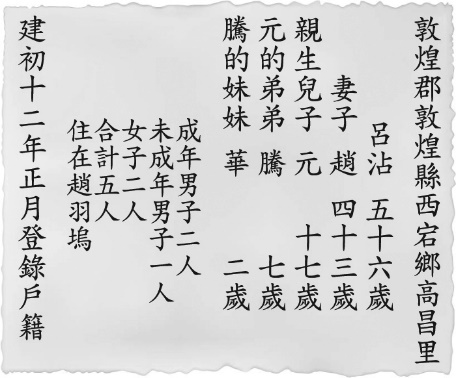 敦煌郡敦煌縣西宕鄉高昌里
呂沾 五十六歲
妻子 趙 四十三歲
親生兒子 元 十七歲
元的弟弟 騰 七歲
騰的妹妹 華 二歲
成年男子二人
未成年男子一人
女子二人
合計五人
住在趙羽塢
建初十二年正月登錄戶籍